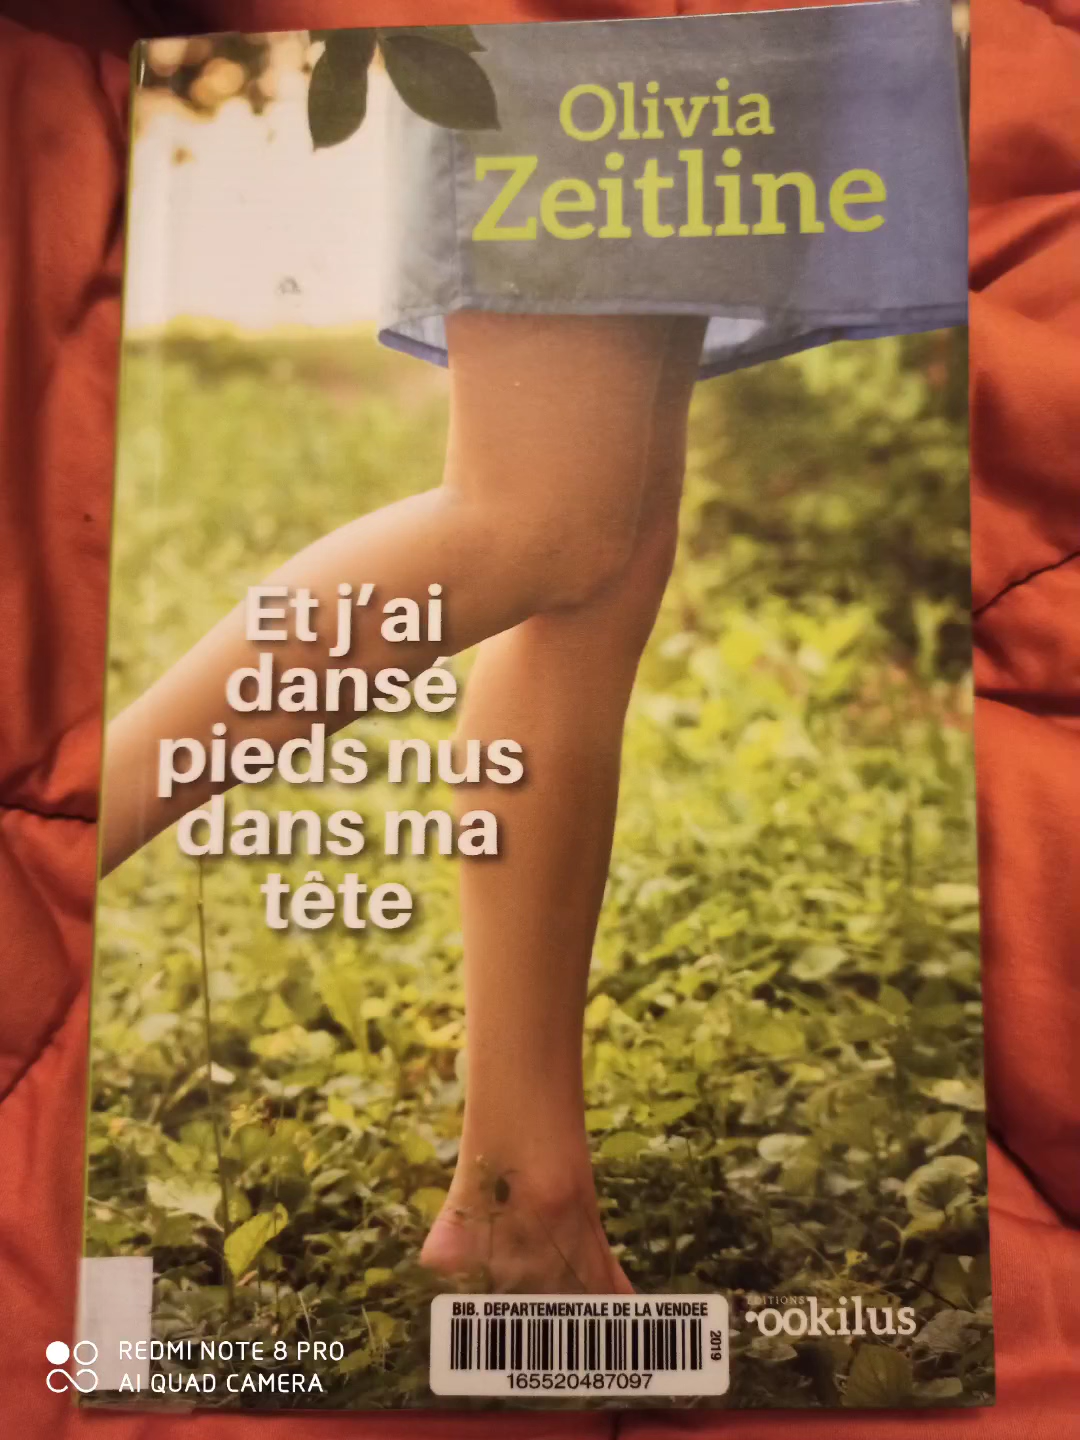 Olivia
Zeitline
Et j'ai
dansé
pieds nus
dans ma
tête
BIB. DEPARTEMENTALE DE LA VENDEE
2019
165520487097
EDITIONS
ookilus
REDMI NOTE 8 PRO
AI QUAD CAMERA